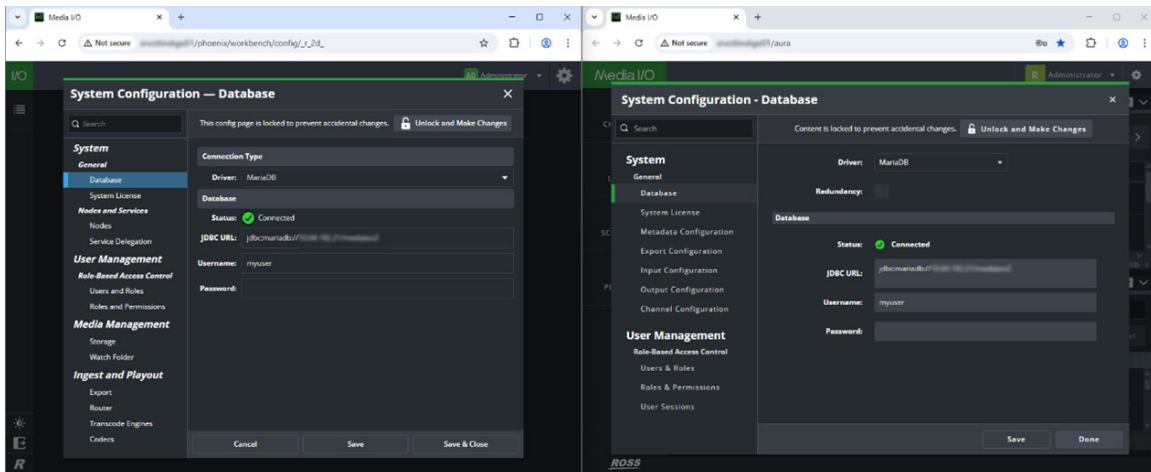 Media I/O
Not secure
/phoenix/workbench/config/_r_2d_
I/O
AD Administrator
System Configuration — Database
Search
This config page is locked to prevent accidental changes.
Unlock and Make Changes
System
General
Database
System License
Nodes and Services
Nodes
Service Delegation
User Management
Role-Based Access Control
Users and Roles
Roles and Permissions
Media Management
Storage
Watch Folder
Ingest and Playout
Export
Router
Transcode Engines
Codecs
Connection Type
Driver: MariaDB
Database
Status: Connected
JDBC URL: jdbc:mariadb://
Username: myuser
Password:
Cancel
Save
Save & Close
R
Media I/O
Not secure
/aura
Media I/O
R Administrator
System Configuration - Database
Search
Content is locked to prevent accidental changes.
Unlock and Make Changes
System
General
Database
System License
Metadata Configuration
Export Configuration
Input Configuration
Output Configuration
Channel Configuration
User Management
Role-Based Access Control
Users & Roles
Roles & Permissions
User Sessions
Driver: MariaDB
Redundancy:
Database
Status: Connected
JDBC URL: jdbc:mariadb://
Username: myuser
Password:
Save
Done
ROSS